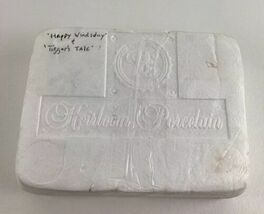 "HAPPY Windsday"
&
"Tigger's TALE"!
Heirloom Porcelain